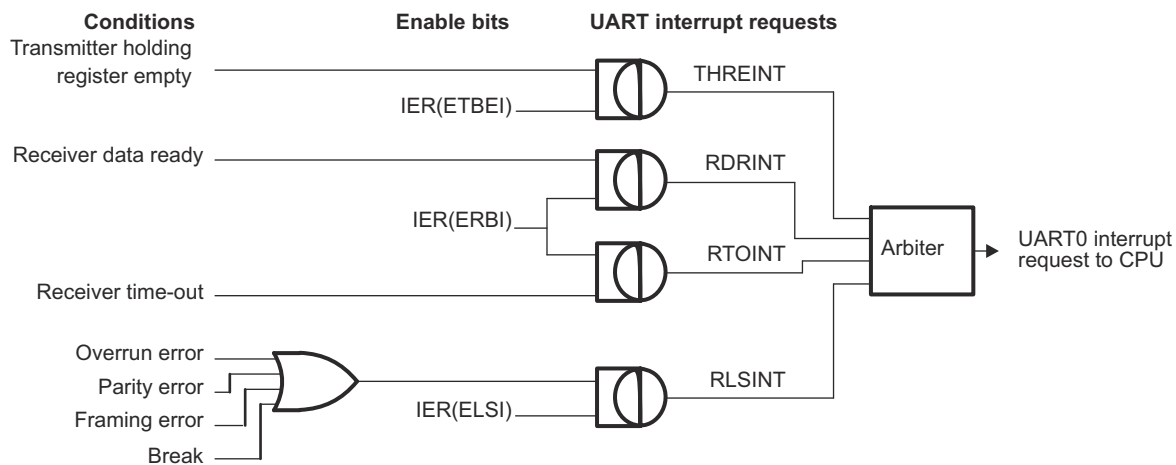 Conditions
Enable bits
UART interrupt requests
Transmitter holding
register empty
THREINT
IER(ETBEI)
Receiver data ready
RDRINT
IER(ERBI)
Arbiter
UART0 interrupt
request to CPU
RTOINT
Receiver time-out
Overrun error
Parity error
RLSINT
IER(ELSI)
Framing error
Break